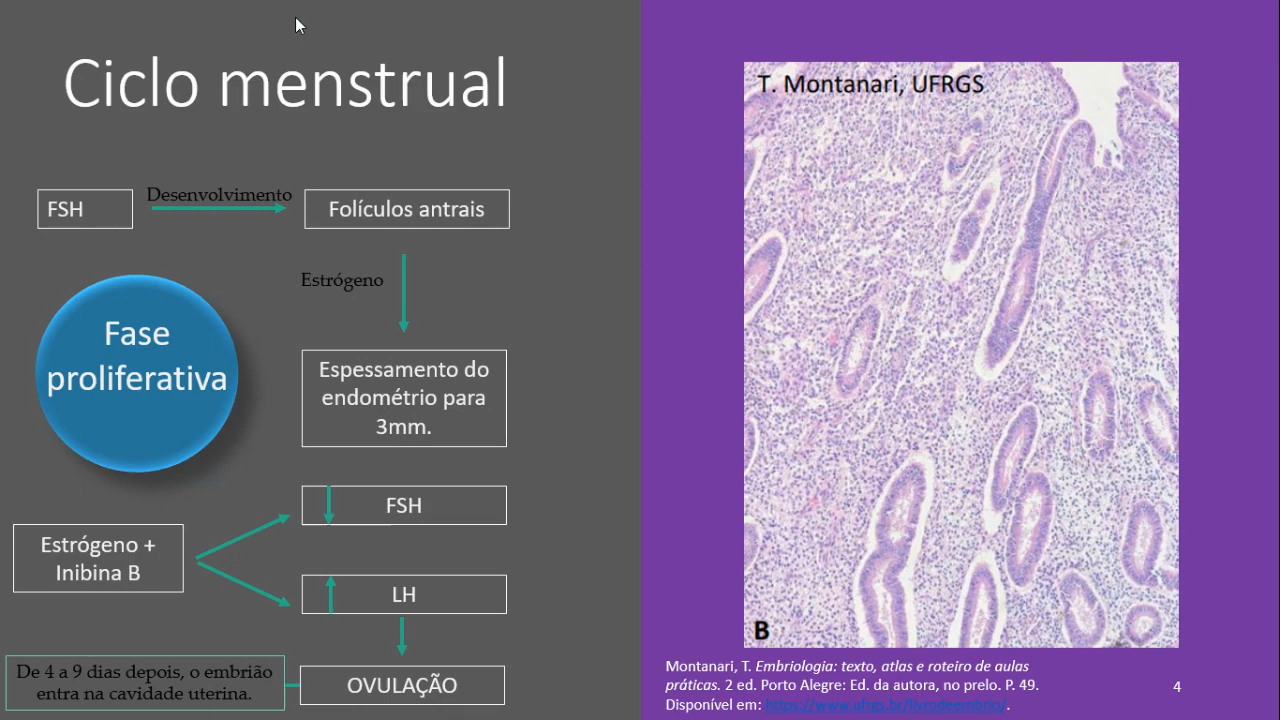 Ciclo menstrual
FSH
Desenvolvimento
Folículos antrais
Estrógeno
Fase
proliferativa
Espessamento do
endométrio para
3mm.
Estrógeno +
Inibina B
FSH
LH
De 4 a 9 dias depois, o embrião
entra na cavidade uterina.
OVULAÇÃO
T. Montanari, UFRGS
B
Montanari, T. Embriologia: texto, atlas e roteiro de aulas
práticas. 2 ed. Porto Alegre: Ed. da autora, no prelo. P. 49.
Disponível em: https://www.ufrgs.br/livrodeembrio/.
4